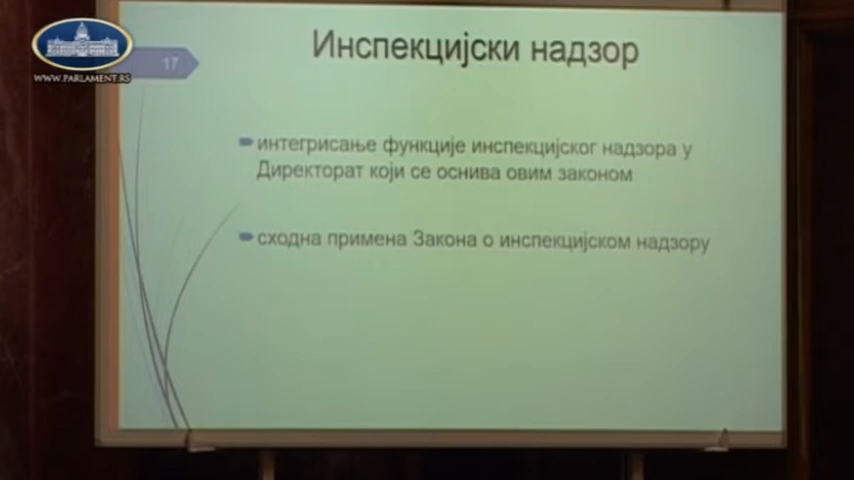 WWW.PARLAMENT.RS
17
Инспекцијски надзор
интегрисање функције инспекцијског надзора у
Директорат који се оснива овим законом
сходна примена Закона о инспекцијском надзору